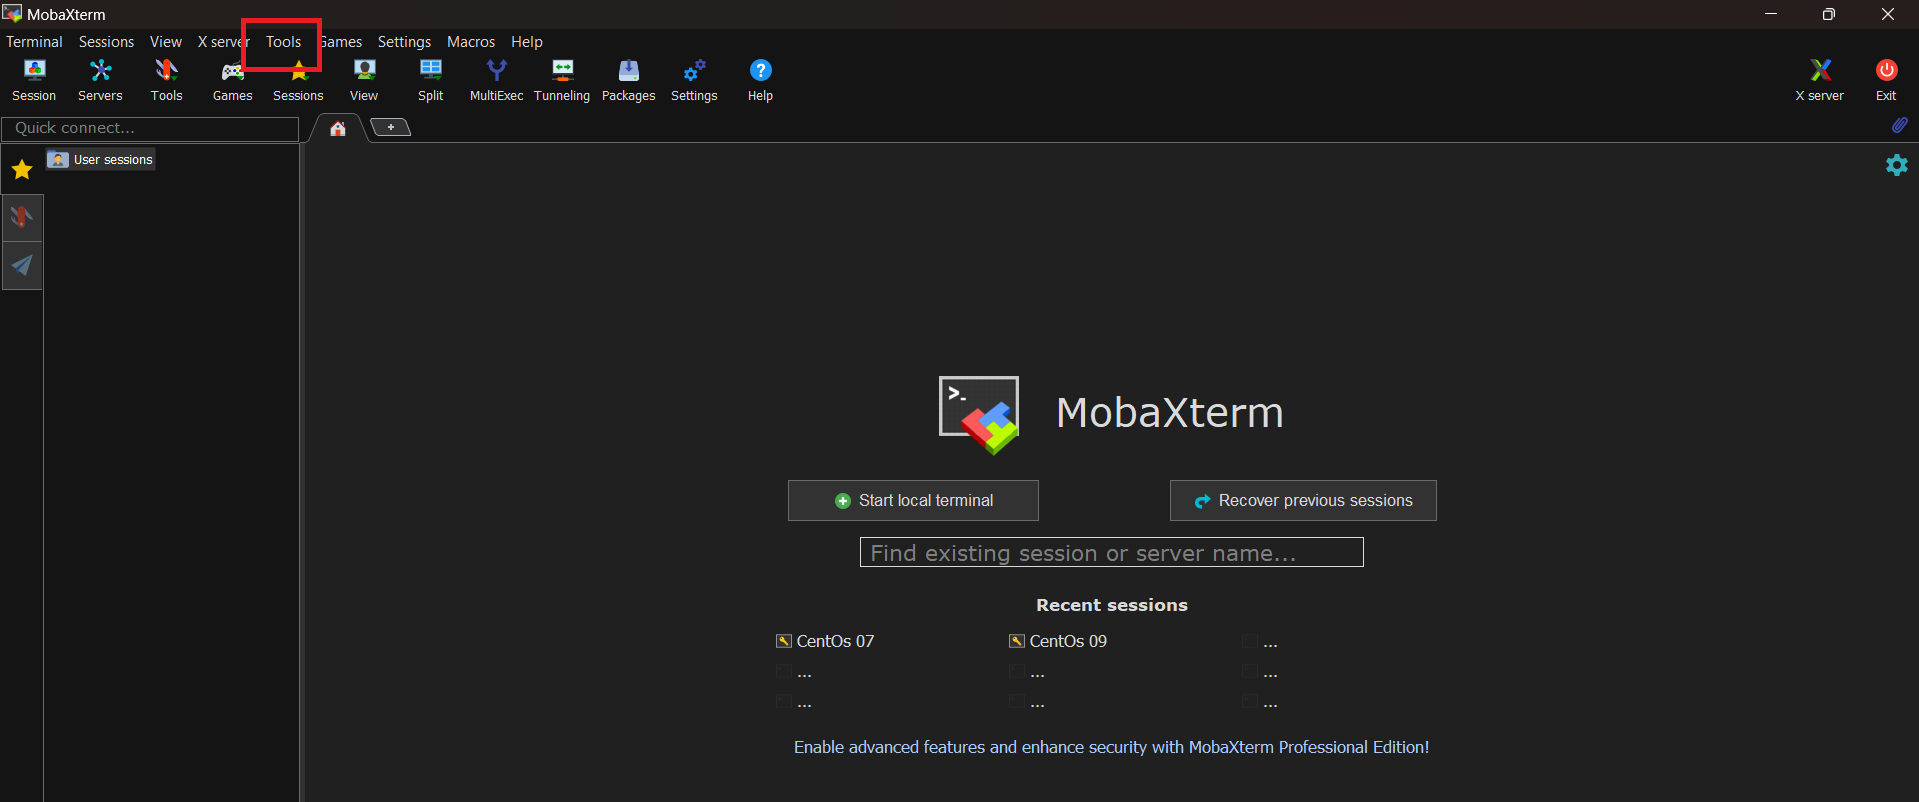 MobaXterm
Terminal Sessions View X server Tools Games Settings Macros Help
Session Servers Tools Games Sessions View Split MultiExec Tunneling Packages Settings Help X server Exit
Quick connect...
User sessions
>_
MobaXterm
Start local terminal Recover previous sessions
Find existing session or server name...
Recent sessions
CentOs 07 CentOs 09 ...
... ... ...
... ... ...
Enable advanced features and enhance security with MobaXterm Professional Edition!